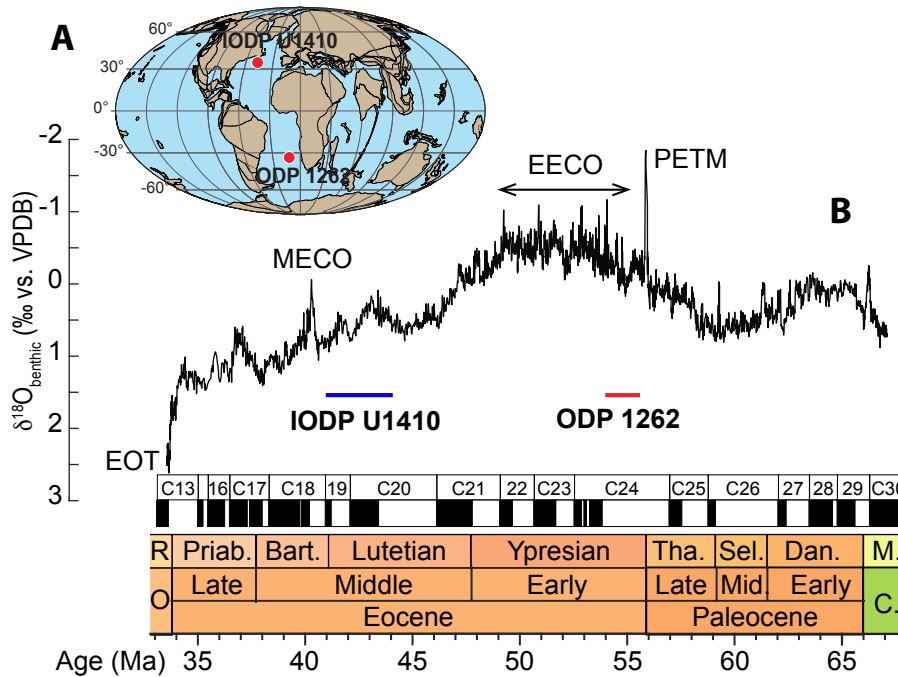 A
60°
IODP U1410
30°
0°
-30°
ODP 1262
-60°
B
δ18Obenthic (‰ vs. VPDB)
-2
-1
0
1
2
3
PETM
EECO
MECO
EOT
IODP U1410
ODP 1262
C13 16 C17 C18 19 C20 C21 22 C23 C24 C25 C26 27 28 29 C30
R Priab. Bart. Lutetian Ypresian Tha. Sel. Dan. M.
O Late Middle Early Late Mid. Early C.
Eocene Paleocene
Age (Ma) 35 40 45 50 55 60 65